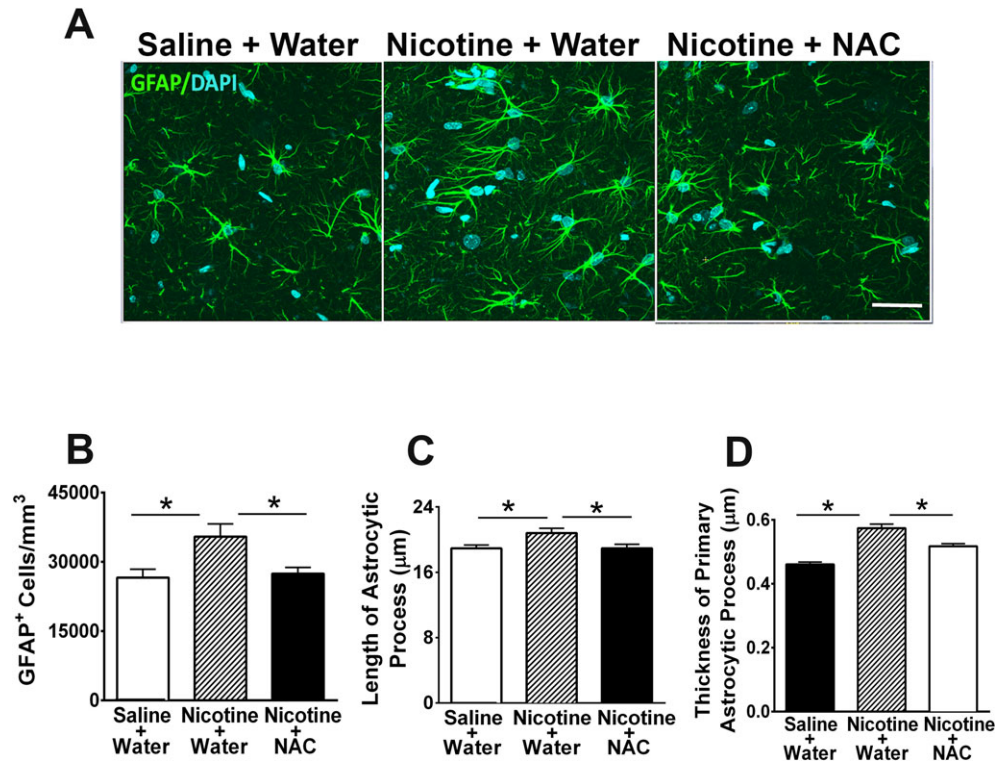 A
Saline + Water
Nicotine + Water
Nicotine + NAC
GFAP/DAPI
B
GFAP⁺ Cells/mm³
45000
30000
15000
0
*
*
Saline
+
Water
Nicotine
+
Water
Nicotine
+
NAC
C
Length of Astrocytic
Process (μm)
24
16
8
0
*
*
Saline
+
Water
Nicotine
+
Water
Nicotine
+
NAC
D
Thickness of Primary
Astrocytic Process (μm)
0.6
0.4
0.2
0.0
*
*
Saline
+
Water
Nicotine
+
Water
Nicotine
+
NAC